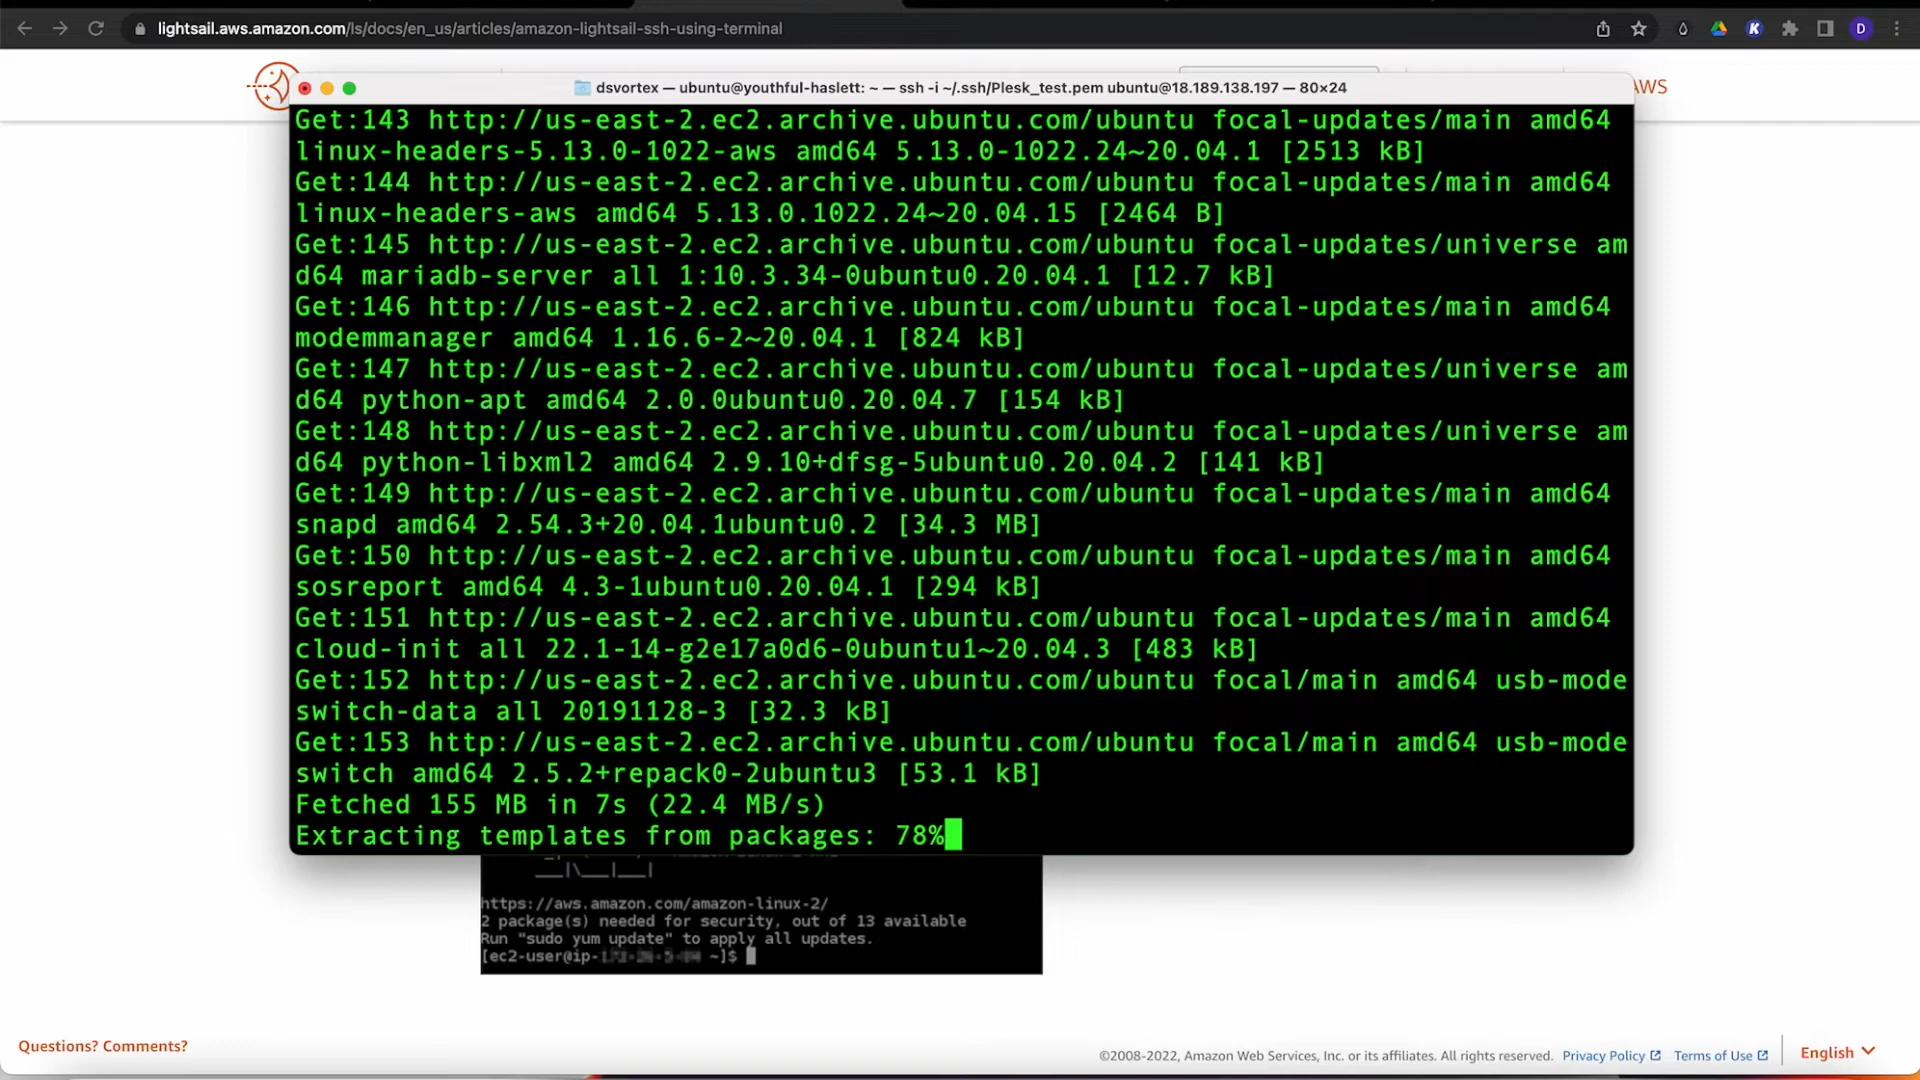 lightsail.aws.amazon.com/ls/docs/en_us/articles/amazon-lightsail-ssh-using-terminal
D
AWS
dsvortex — ubuntu@youthful-haslett: ~ — ssh -i ~/.ssh/Plesk_test.pem ubuntu@18.189.138.197 — 80×24
Get:143 http://us-east-2.ec2.archive.ubuntu.com/ubuntu focal-updates/main amd64
linux-headers-5.13.0-1022-aws amd64 5.13.0-1022.24~20.04.1 [2513 kB]
Get:144 http://us-east-2.ec2.archive.ubuntu.com/ubuntu focal-updates/main amd64
linux-headers-aws amd64 5.13.0.1022.24~20.04.15 [2464 B]
Get:145 http://us-east-2.ec2.archive.ubuntu.com/ubuntu focal-updates/universe am
d64 mariadb-server all 1:10.3.34-0ubuntu0.20.04.1 [12.7 kB]
Get:146 http://us-east-2.ec2.archive.ubuntu.com/ubuntu focal-updates/main amd64
modemmanager amd64 1.16.6-2~20.04.1 [824 kB]
Get:147 http://us-east-2.ec2.archive.ubuntu.com/ubuntu focal-updates/universe am
d64 python-apt amd64 2.0.0ubuntu0.20.04.7 [154 kB]
Get:148 http://us-east-2.ec2.archive.ubuntu.com/ubuntu focal-updates/universe am
d64 python-libxml2 amd64 2.9.10+dfsg-5ubuntu0.20.04.2 [141 kB]
Get:149 http://us-east-2.ec2.archive.ubuntu.com/ubuntu focal-updates/main amd64
snapd amd64 2.54.3+20.04.1ubuntu0.2 [34.3 MB]
Get:150 http://us-east-2.ec2.archive.ubuntu.com/ubuntu focal-updates/main amd64
sosreport amd64 4.3-1ubuntu0.20.04.1 [294 kB]
Get:151 http://us-east-2.ec2.archive.ubuntu.com/ubuntu focal-updates/main amd64
cloud-init all 22.1-14-g2e17a0d6-0ubuntu1~20.04.3 [483 kB]
Get:152 http://us-east-2.ec2.archive.ubuntu.com/ubuntu focal/main amd64 usb-mode
switch-data all 20191128-3 [32.3 kB]
Get:153 http://us-east-2.ec2.archive.ubuntu.com/ubuntu focal/main amd64 usb-mode
switch amd64 2.5.2+repack0-2ubuntu3 [53.1 kB]
Fetched 155 MB in 7s (22.4 MB/s)
Extracting templates from packages: 78%
https://aws.amazon.com/amazon-linux-2/
2 package(s) needed for security, out of 13 available
Run "sudo yum update" to apply all updates.
[ec2-user@ip- ~]$
Questions? Comments?
©2008-2022, Amazon Web Services, Inc. or its affiliates. All rights reserved. Privacy Policy Terms of Use English